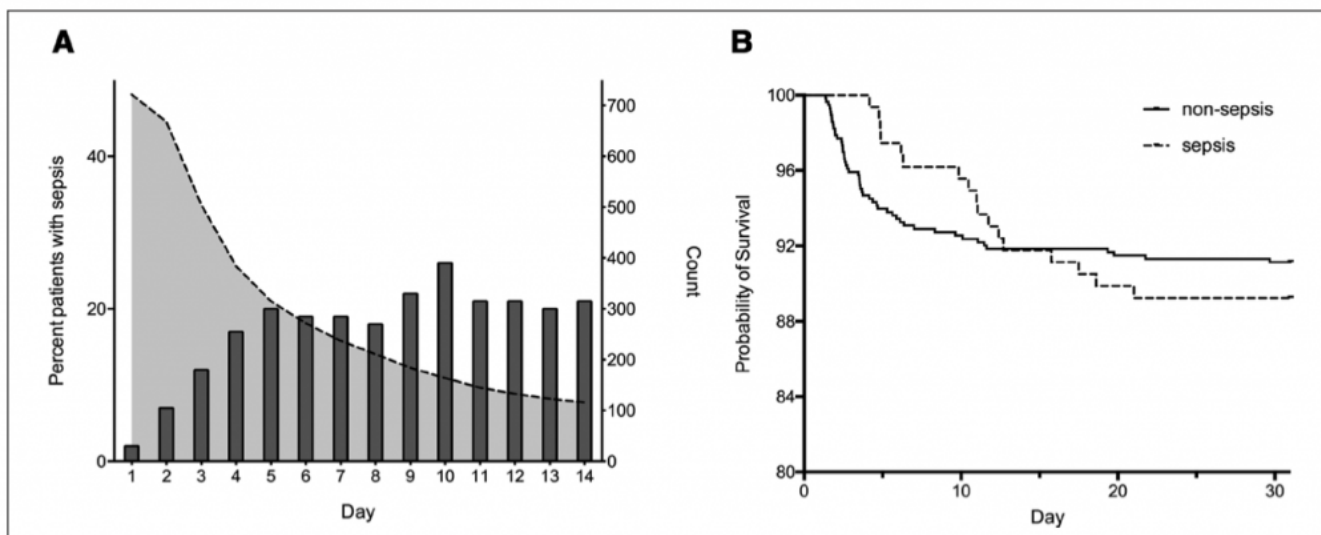 A
Percent patients with sepsis
40
20
0
700
600
500
400
300
200
100
0
Count
1 2 3 4 5 6 7 8 9 10 11 12 13 14
Day
B
Probability of Survival
100
96
92
88
84
80
non-sepsis
sepsis
0 10 20 30
Day